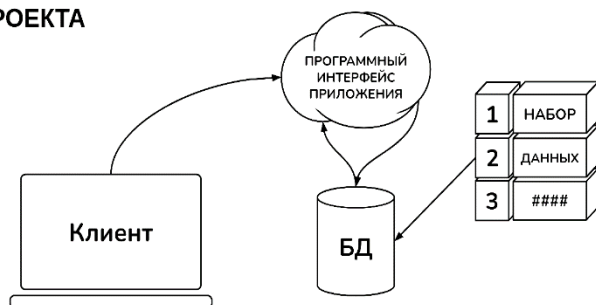 РОЕКТА
ПРОГРАММНЫЙ
ИНТЕРФЕЙС
ПРИЛОЖЕНИЯ
1 НАБОР
2 ДАННЫХ
3 ####
Клиент
БД